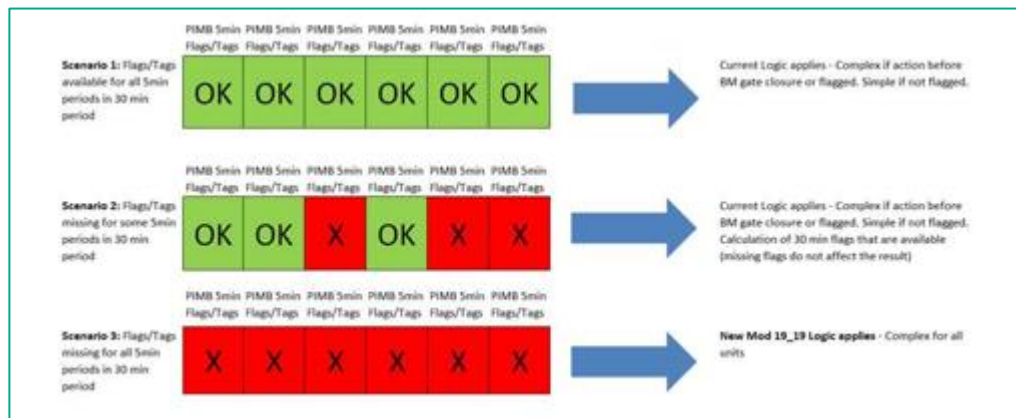 PIMB 5min PIMB 5min PIMB 5min PIMB 5min PIMB 5min PIMB 5min
Flags/Tags Flags/Tags Flags/Tags Flags/Tags Flags/Tags Flags/Tags
Scenario 1: Flags/Tags
available for all 5min
periods in 30 min
period
OK OK OK OK OK OK
Current Logic applies - Complex if action before
BM gate closure or flagged. Simple if not flagged.
PIMB 5min PIMB 5min PIMB 5min PIMB 5min PIMB 5min PIMB 5min
Flags/Tags Flags/Tags Flags/Tags Flags/Tags Flags/Tags Flags/Tags
Scenario 2: Flags/Tags
missing for some 5min
periods in 30 min
period
OK OK X OK X X
Current Logic applies - Complex if action before
BM gate closure or flagged. Simple if not flagged.
Calculation of 30 min flags that are available
(missing flags do not affect the result)
PIMB 5min PIMB 5min PIMB 5min PIMB 5min PIMB 5min PIMB 5min
Flags/Tags Flags/Tags Flags/Tags Flags/Tags Flags/Tags Flags/Tags
Scenario 3: Flags/Tags
missing for all 5min
periods in 30 min
period
X X X X X X
New Mod 19_19 Logic applies - Complex for all
units